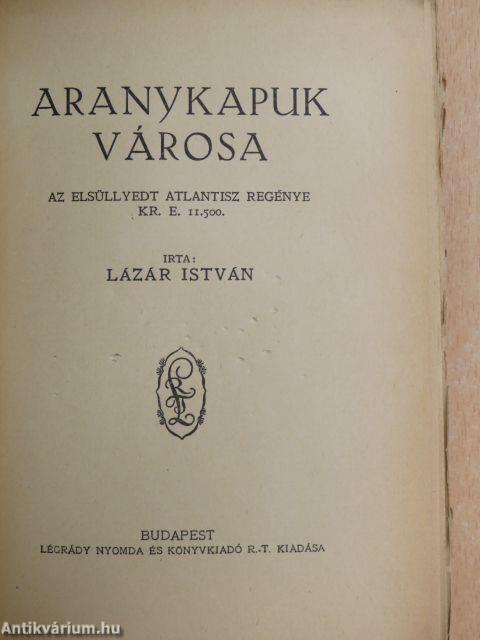 ARANYKAPUK
VÁROSA
AZ ELSÜLLYEDT ATLANTISZ REGÉNYE
KR. E. 11.500.
IRTA:
LÁZÁR ISTVÁN
BUDAPEST
LÉGRÁDY NYOMDA ÉS KÖNYVKIADÓ R.-T. KIADÁSA
Antikvárium.hu